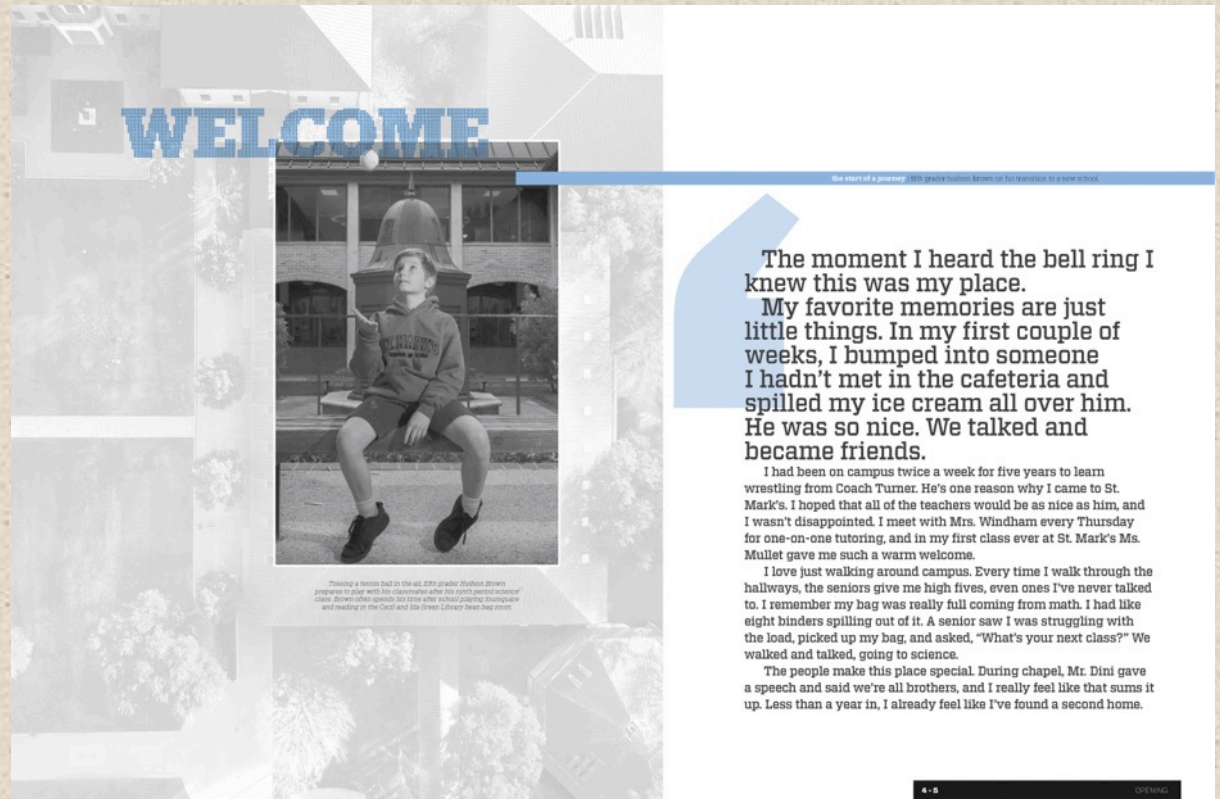 WELCOME
the start of a journey | fifth grader hudson brown on his transition to a new school.
The moment I heard the bell ring I
knew this was my place.
My favorite memories are just
little things. In my first couple of
weeks, I bumped into someone
I hadn't met in the cafeteria and
spilled my ice cream all over him.
He was so nice. We talked and
became friends.
I had been on campus twice a week for five years to learn
wrestling from Coach Turner. He's one reason why I came to St.
Mark's. I hoped that all of the teachers would be as nice as him, and
I wasn't disappointed. I meet with Mrs. Windham every Thursday
for one-on-one tutoring, and in my first class ever at St. Mark's Ms.
Mullet gave me such a warm welcome.
I love just walking around campus. Every time I walk through the
hallways, the seniors give me high fives, even ones I've never talked
to. I remember my bag was really full coming from math. I had like
eight binders spilling out of it. A senior saw I was struggling with
the load, picked up my bag, and asked, "What's your next class?" We
walked and talked, going to science.
The people make this place special. During chapel, Mr. Dini gave
a speech and said we're all brothers, and I really feel like that sums it
up. Less than a year in, I already feel like I've found a second home.
Tossing a tennis ball in the air, fifth grader Hudson Brown
prepares to play with his classmates after his ninth period science
class. Brown often spends his time after school playing foursquare
and reading in the Cecil and Ida Green Library bean bag room.
ST. MARK'S
SCHOOL OF TEXAS
4 - 5
OPENING